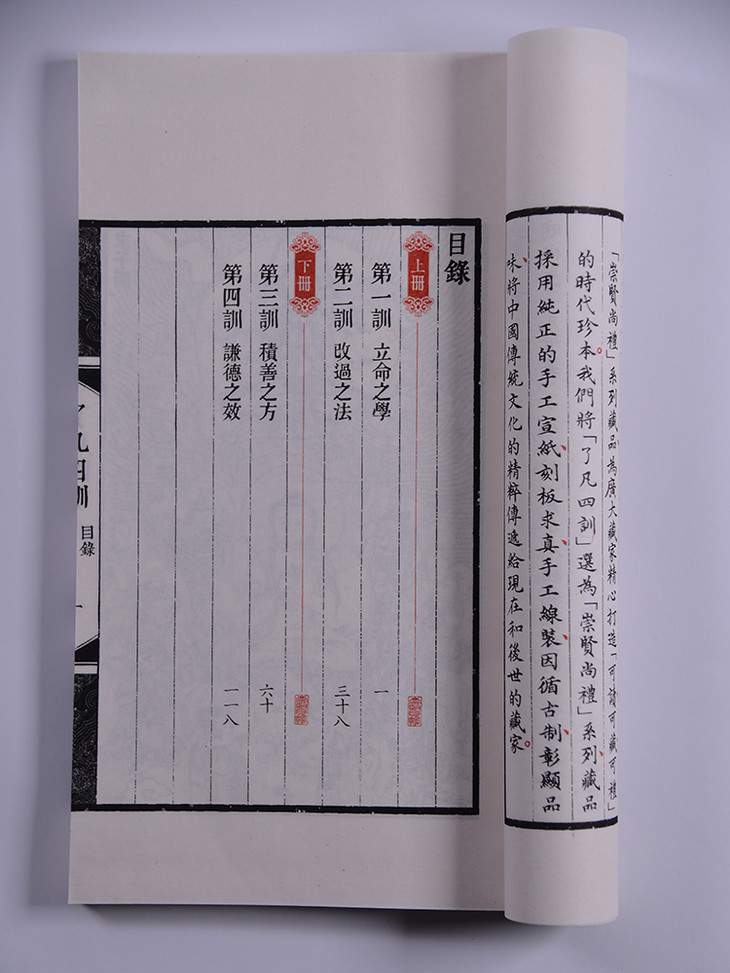 「崇賢尚禮」系列藏品、為廣大藏家精心打造「可讀可藏可禮」
的時代珍本。我們將「了凡四訓」選為「崇賢尚禮」系列藏品、
採用純正的手工宣紙、刻板求真、手工線裝、因循古制、彰顯品
味、將中國傳統文化的精粹傳遞給現在和後世的藏家。
目錄
上冊
第一訓 立命之學 一
第二訓 改過之法 三十八
下冊
第三訓 積善之方 六十
第四訓 謙德之效 一一八
了凡四訓 目錄 一